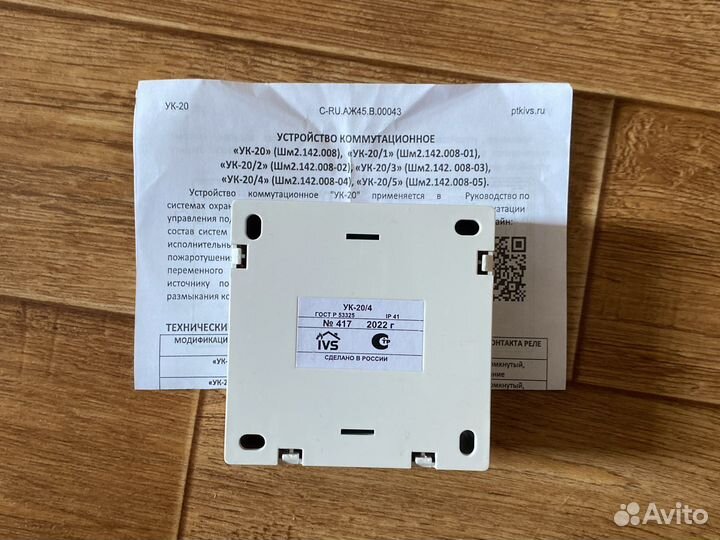 УК-20 C-RU.АЖ45.В.00043 ptkivs.ru
УСТРОЙСТВО КОММУТАЦИОННОЕ
«УК-20» (Шм2.142.008), «УК-20/1» (Шм2.142.008-01),
«УК-20/2» (Шм2.142.008-02), «УК-20/3» (Шм2.142. 008-03),
«УК-20/4» (Шм2.142.008-04), «УК-20/5» (Шм2.142.008-05).
Устройство коммутационное "УК-20" применяется в Руководство по
системах
управления
состав систем
исполнительны
пожаротушени
переменного
источнику по
размыкания
ТЕХНИЧЕСКИ
МОДИФИКАЦИ КОНТАКТА РЕЛЕ
УК-20/4
ГОСТ Р 53325 IP 41
№ 417 2022 г
ivs
СДЕЛАНО В РОССИИ
Avito